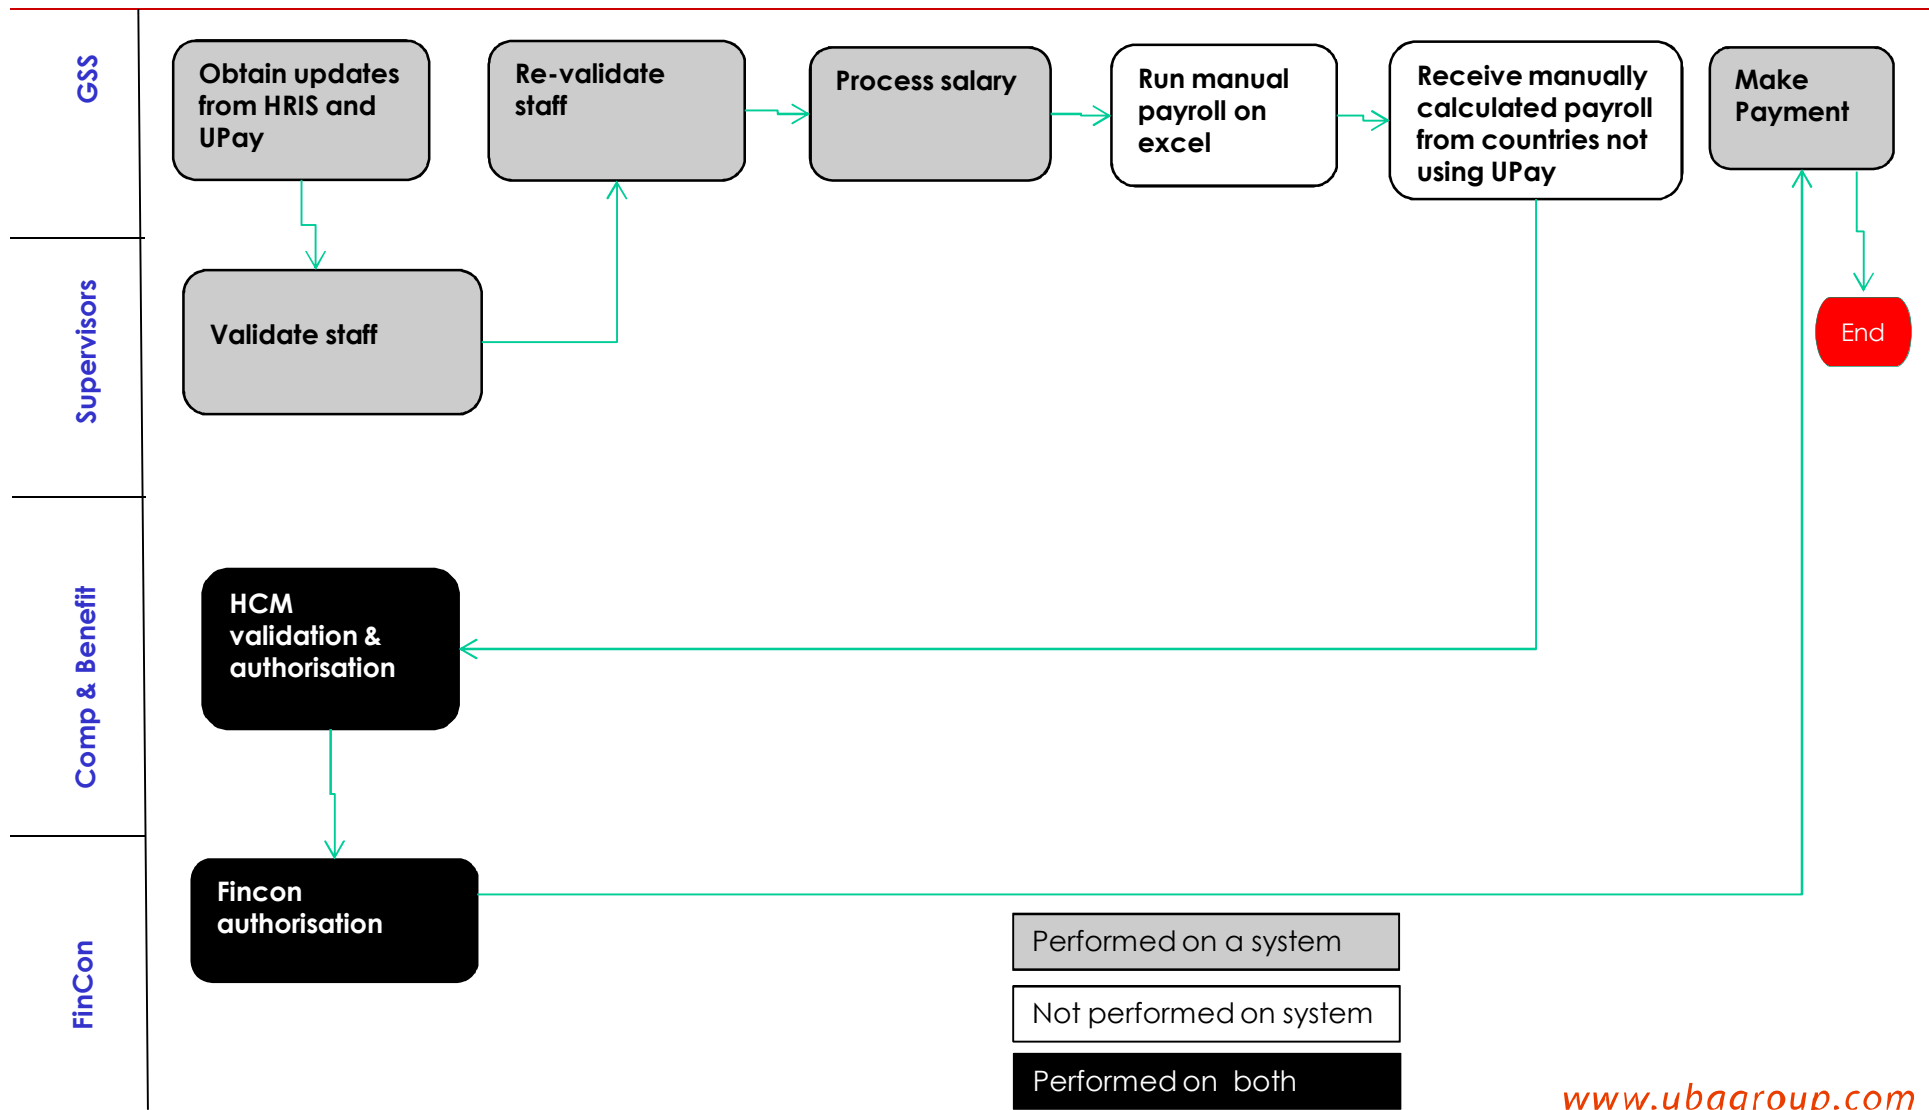 GSS
Obtain updates
from HRIS and
UPay
Re-validate
staff
Process salary
Run manual
payroll on
excel
Receive manually
calculated payroll
from countries not
using UPay
Make
Payment
Supervisors
Validate staff
End
Comp & Benefit
HCM
validation &
authorisation
FinCon
Fincon
authorisation
Performed on a system
Not performed on system
Performed on both
www.ubagroup.com